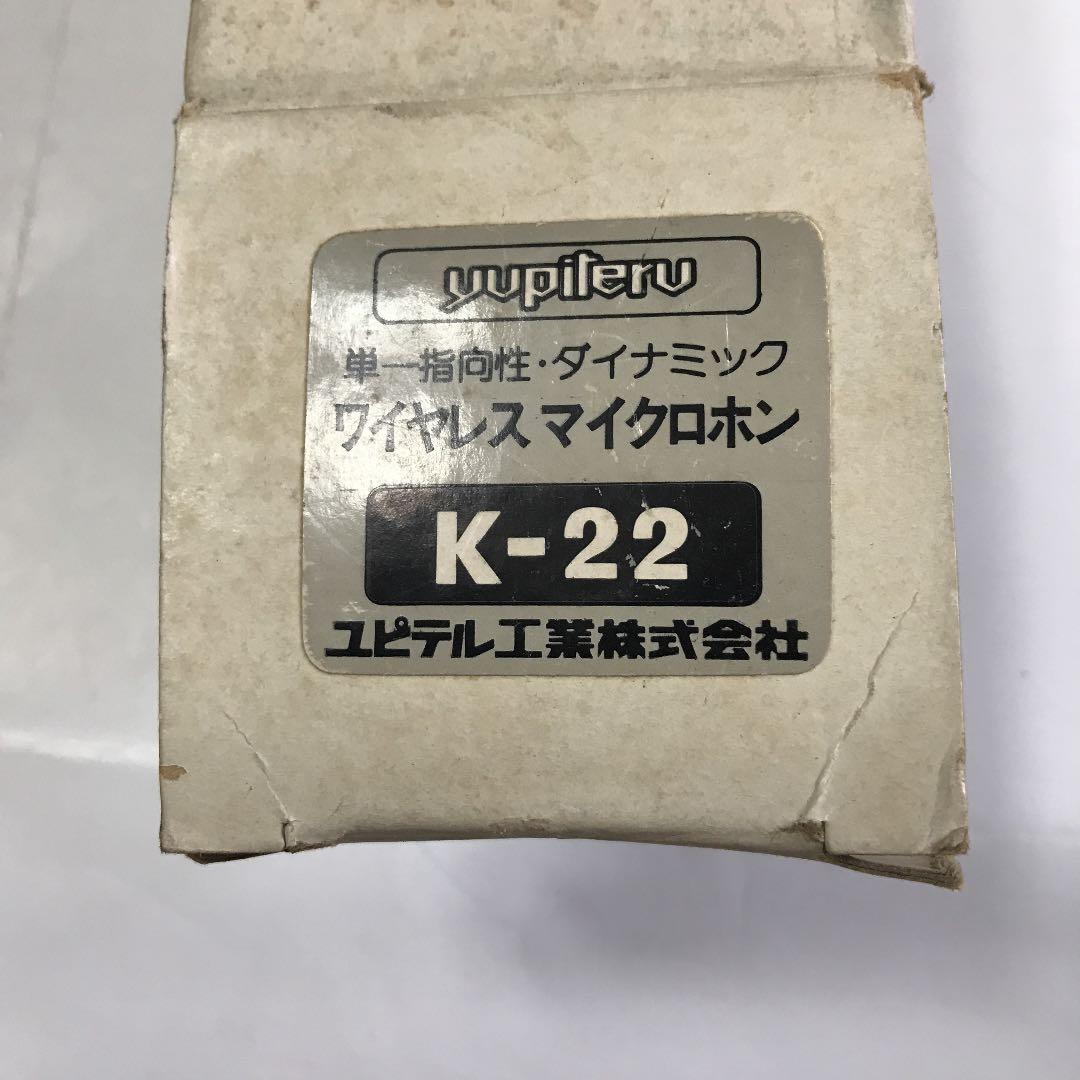 yupiteru
単一指向性・ダイナミック
ワイヤレスマイクロホン
K-22
ユピテル工業株式会社